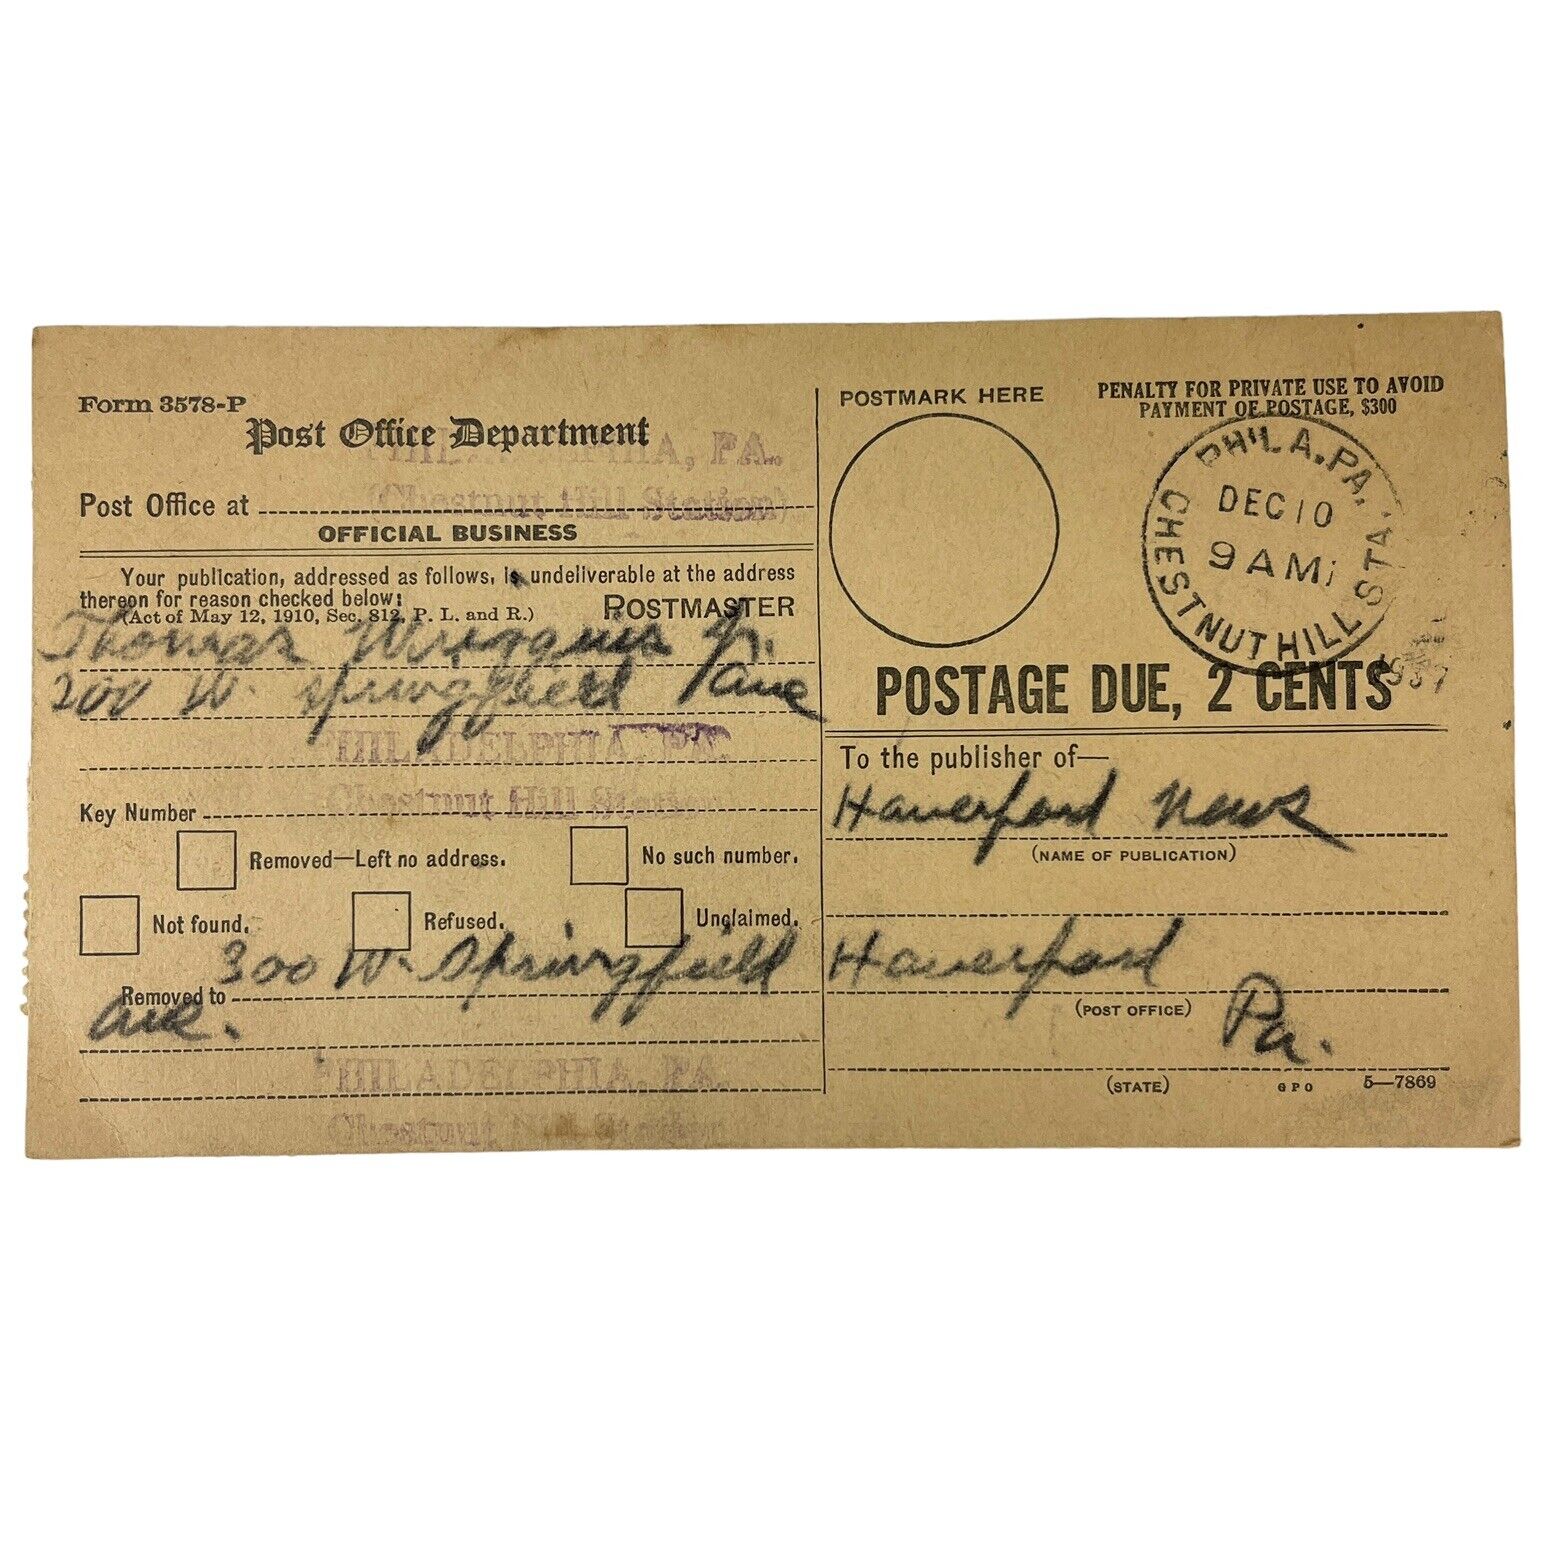 Form 3578-P
Post Office Department
PHILADELPHIA, PA.
(Chestnut Hill Station)
Post Office at
OFFICIAL BUSINESS
Your publication, addressed as follows, is undeliverable at the address
thereon for reason checked below:
(Act of May 12, 1910, Sec. 812, P. L. and R.) POSTMASTER
Thomas Wriggins Jr.
200 W. Springfield Lane
PHILADELPHIA, PA.
Chestnut Hill Station
Key Number
Removed—Left no address.
No such number.
Not found.
Refused.
Unclaimed.
300 W. Springfield
Removed to
Ave.
PHILADELPHIA, PA.
Chestnut Hill Station
POSTMARK HERE
PENALTY FOR PRIVATE USE TO AVOID
PAYMENT OF POSTAGE, $300
PHILA., PA.
DEC 10
9 AM
CHESTNUT HILL STA.
POSTAGE DUE, 2 CENTS
To the publisher of—
Haverford News
(NAME OF PUBLICATION)
Haverford
(POST OFFICE)
Pa.
(STATE)
GPO
5—7869